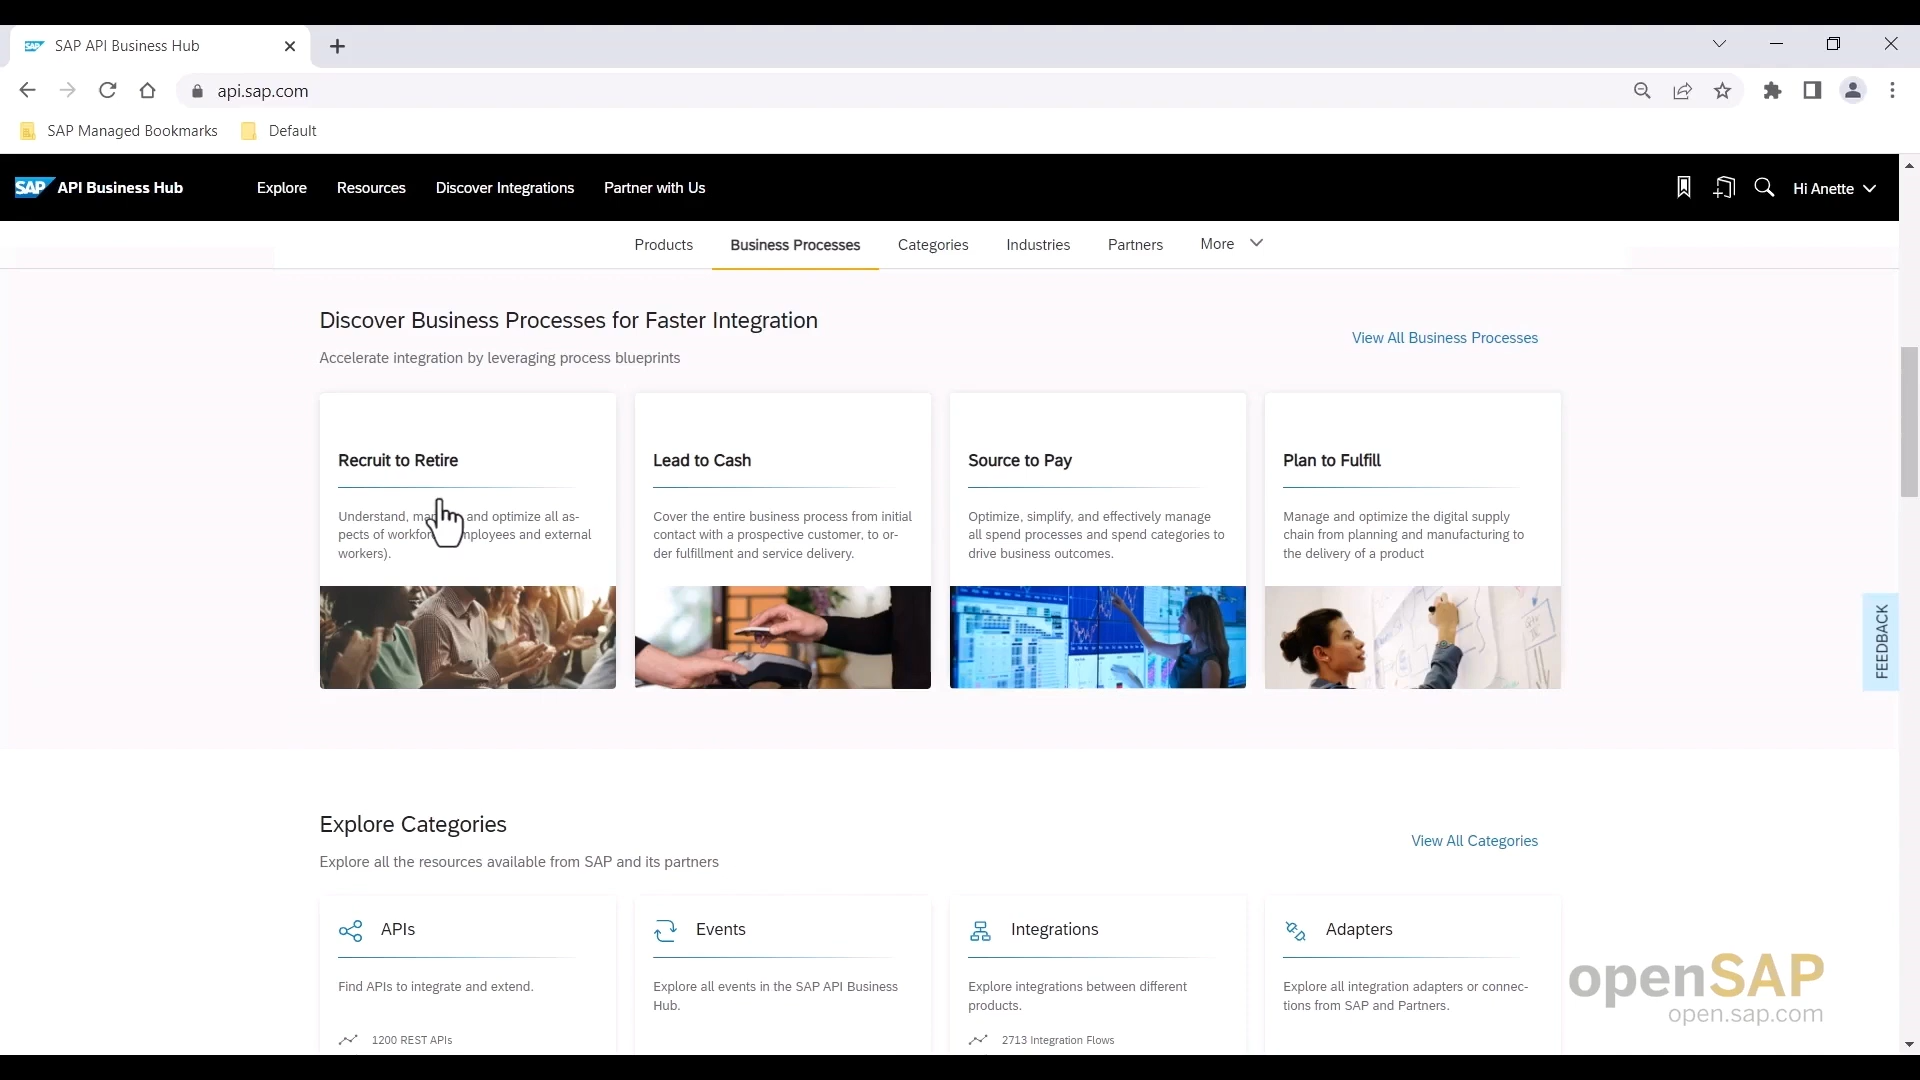 SAP API Business Hub
api.sap.com
SAP Managed Bookmarks
Default
SAP API Business Hub
Explore
Resources
Discover Integrations
Partner with Us
Hi Anette
Products
Business Processes
Categories
Industries
Partners
More
Discover Business Processes for Faster Integration
View All Business Processes
Accelerate integration by leveraging process blueprints
Recruit to Retire
Understand, and optimize all as-
pects of and external
workers).
Lead to Cash
Cover the entire business process from initial
contact with a prospective customer, to or-
der fulfillment and service delivery.
Source to Pay
Optimize, simplify, and effectively manage
all spend processes and spend categories to
drive business outcomes.
Plan to Fulfill
Manage and optimize the digital supply
chain from planning and manufacturing to
the delivery of a product
FEEDBACK
Explore Categories
View All Categories
Explore all the resources available from SAP and its partners
APIs
Find APIs to integrate and extend.
1200 REST APIs
Events
Explore all events in the SAP API Business
Hub.
Integrations
Explore integrations between different
products.
2713 Integration Flows
Adapters
Explore all integration adapters or connec-
tions from SAP and Partners.
openSAP
open.sap.com